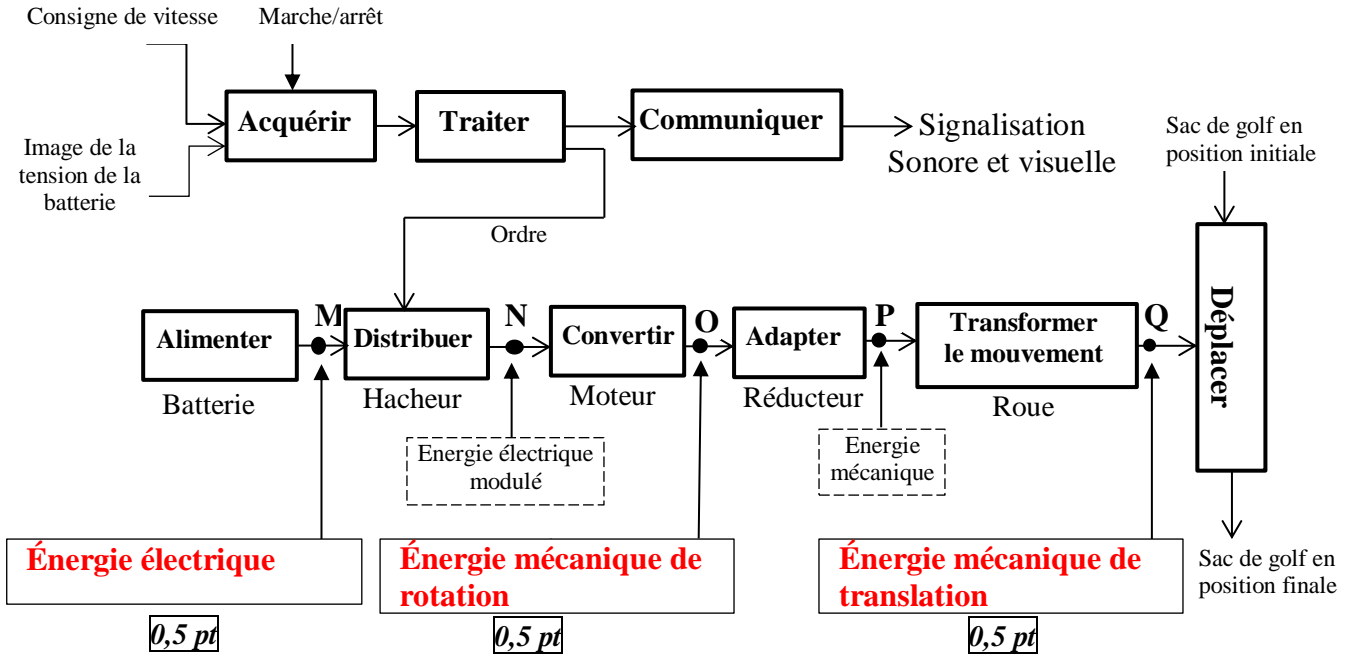 Consigne de vitesse
Marche/arrêt
Acquérir
Traiter
Communiquer
Signalisation
Sonore et visuelle
Image de la
tension de la
batterie
Sac de golf en
position initiale
Ordre
Alimenter
M
Distribuer
N
Convertir
O
Adapter
P
Transformer
le mouvement
Q
Déplacer
Batterie
Hacheur
Moteur
Réducteur
Roue
Energie électrique
modulé
Energie
mécanique
Énergie électrique
Énergie mécanique de
rotation
Énergie mécanique de
translation
Sac de golf en
position finale
0,5 pt
0,5 pt
0,5 pt